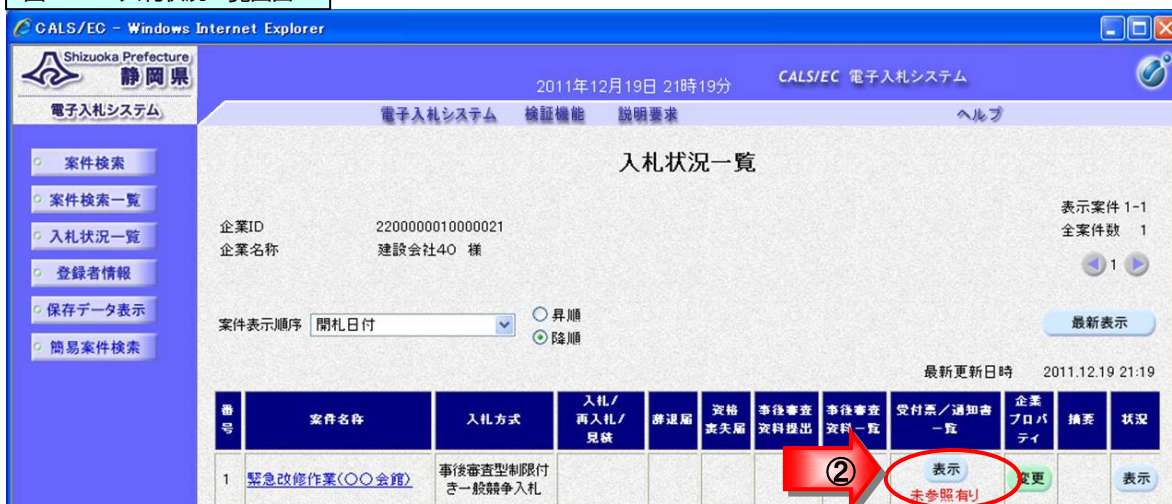 CALS/EC - Windows Internet Explorer
Shizuoka Prefecture
静岡県
電子入札システム
2011年12月19日 21時19分
CALS/EC 電子入札システム
電子入札システム 検証機能 説明要求 ヘルプ
案件検索
案件検索一覧
入札状況一覧
登録者情報
保存データ表示
簡易案件検索
入札状況一覧
表示案件 1-1
全案件数 1
1
企業ID 2200000010000021
企業名称 建設会社40 様
案件表示順序 開札日付
昇順
降順
最新表示
最新更新日時 2011.12.19 21:19
番号 案件名称 入札方式 入札/再入札/見積 辞退届 資格喪失届 事後審査資料提出 事後審査資料一覧 受付票/通知書一覧 企業プロパティ 摘要 状況
1 緊急改修作業(〇〇会館) 事後審査型制限付き一般競争入札 表示 変更 表示
未参照有り
②